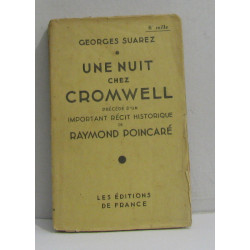 GEORGES SUAREZ
UNE NUIT
CHEZ
CROMWELL
PRÉCÉDÉ D'UN
IMPORTANT RÉCIT HISTORIQUE
DE
RAYMOND POINCARÉ
LES ÉDITIONS
DE FRANCE